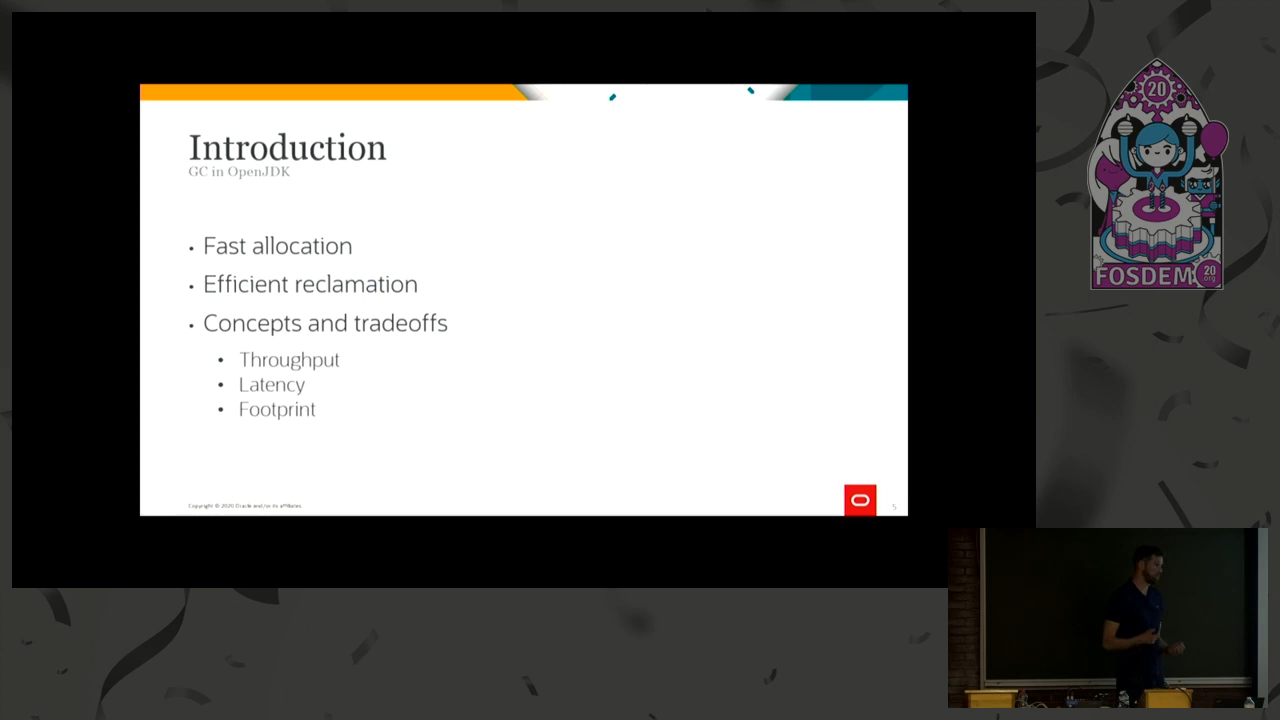 Introduction
GC in OpenJDK
• Fast allocation
• Efficient reclamation
• Concepts and tradeoffs
• Throughput
• Latency
• Footprint
Copyright © 2020 Oracle and/or its affiliates
5
20
FOSDEM
20
.org